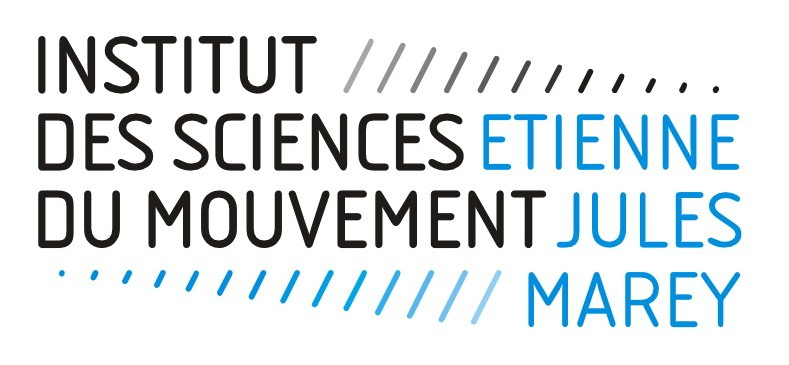 INSTITUT
DES SCIENCES ETIENNE
DU MOUVEMENT JULES
MAREY